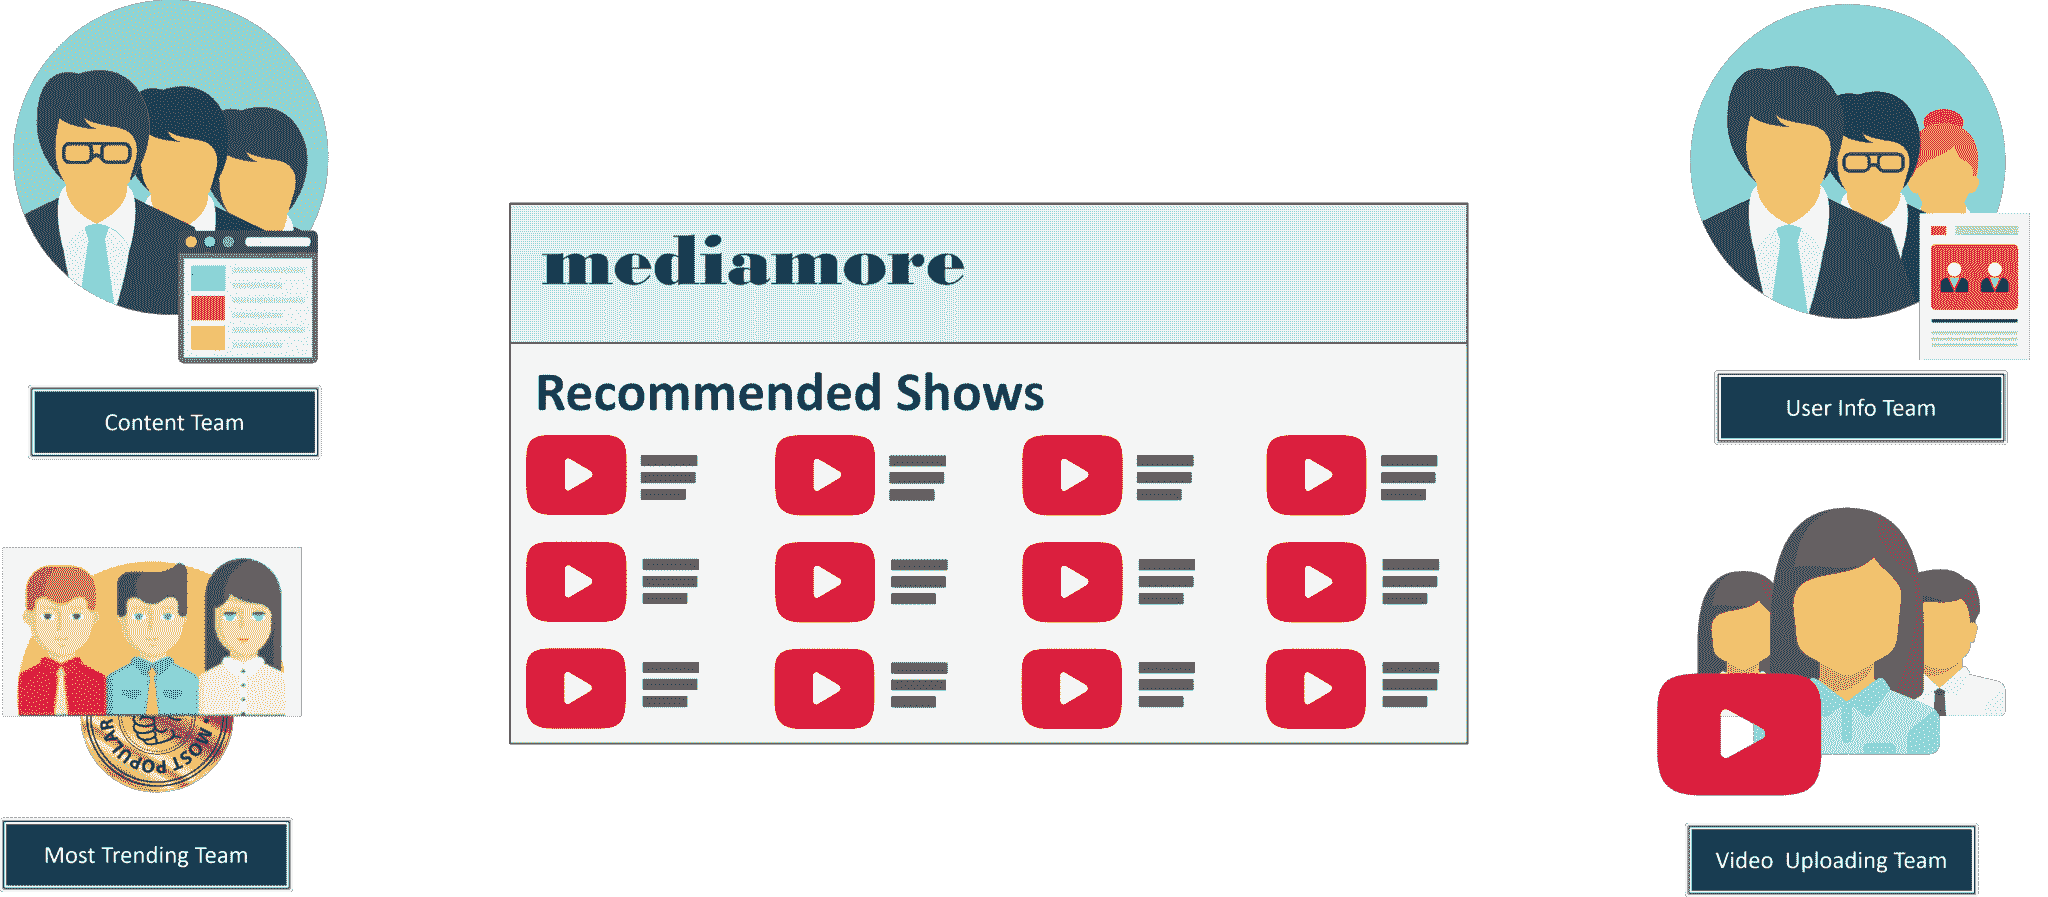 mediamore
Recommended Shows
Content Team
User Info Team
MOST POPULAR
Most Trending Team
Video Uploading Team